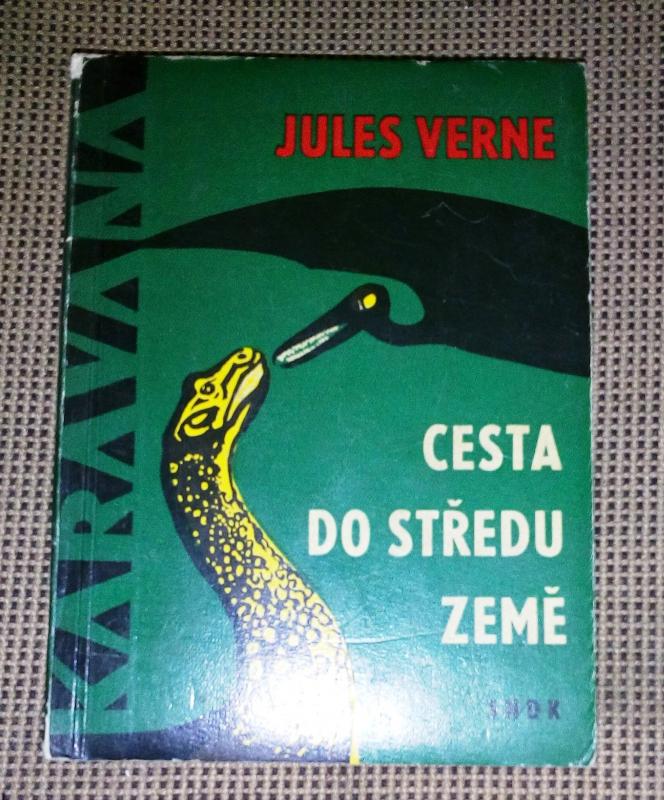 KARAVANA
JULES VERNE
CESTA
DO STŘEDU
ZEMĚ
SNDK